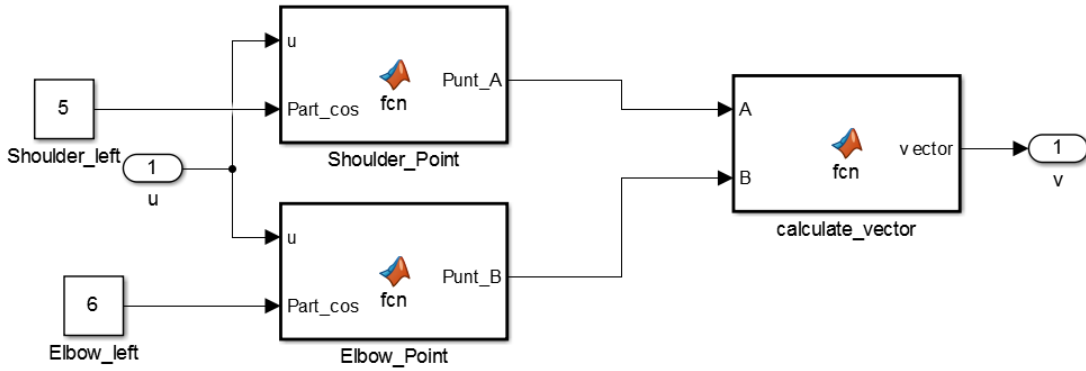 u
Part_cos
fcn
Punt_A
Shoulder_Point
5
Shoulder_left
1
u
A
B
fcn
vector
calculate_vector
1
v
u
Part_cos
fcn
Punt_B
Elbow_Point
6
Elbow_left